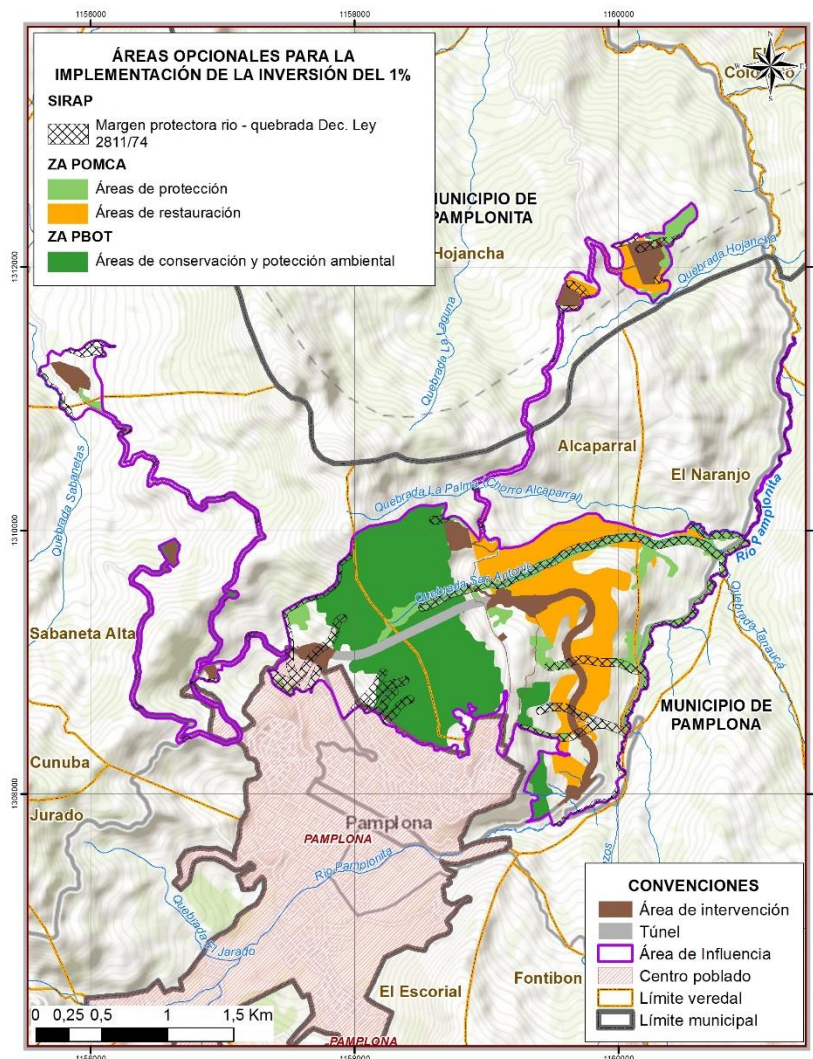 1156000
1158000
1160000
ÁREAS OPCIONALES PARA LA
IMPLEMENTACIÓN DE LA INVERSIÓN DEL 1%
SIRAP
Margen protectora rio - quebrada Dec. Ley
2811/74
ZA POMCA
Áreas de protección
Áreas de restauración
ZA PBOT
Áreas de conservación y potección ambiental
N
W
E
S
MUNICIPIO DE
PAMPLONITA
Hojancha
Quebrada Hojancha
Quebrada La Laguna
1312000
1312000
Alcaparral
El Naranjo
Quebrada Sabanetas
Quebrada La Palma (Chorro Alcaparral)
Río Pamplonita
1310000
1310000
Quebrada San Antonio
Quebrada Tanaucá
Sabaneta Alta
MUNICIPIO DE
PAMPLONA
Cunuba
1308000
1308000
Jurado
Pamplona
PAMPLONA
Río Pamplonita
Quebrada El Jarado
El Escorial
Fontibon
PAMPLONA
CONVENCIONES
Área de intervención
Túnel
Área de Influencia
Centro poblado
Límite veredal
Límite municipal
0 0,25 0,5 1 1,5 Km
1156000
1158000
1160000